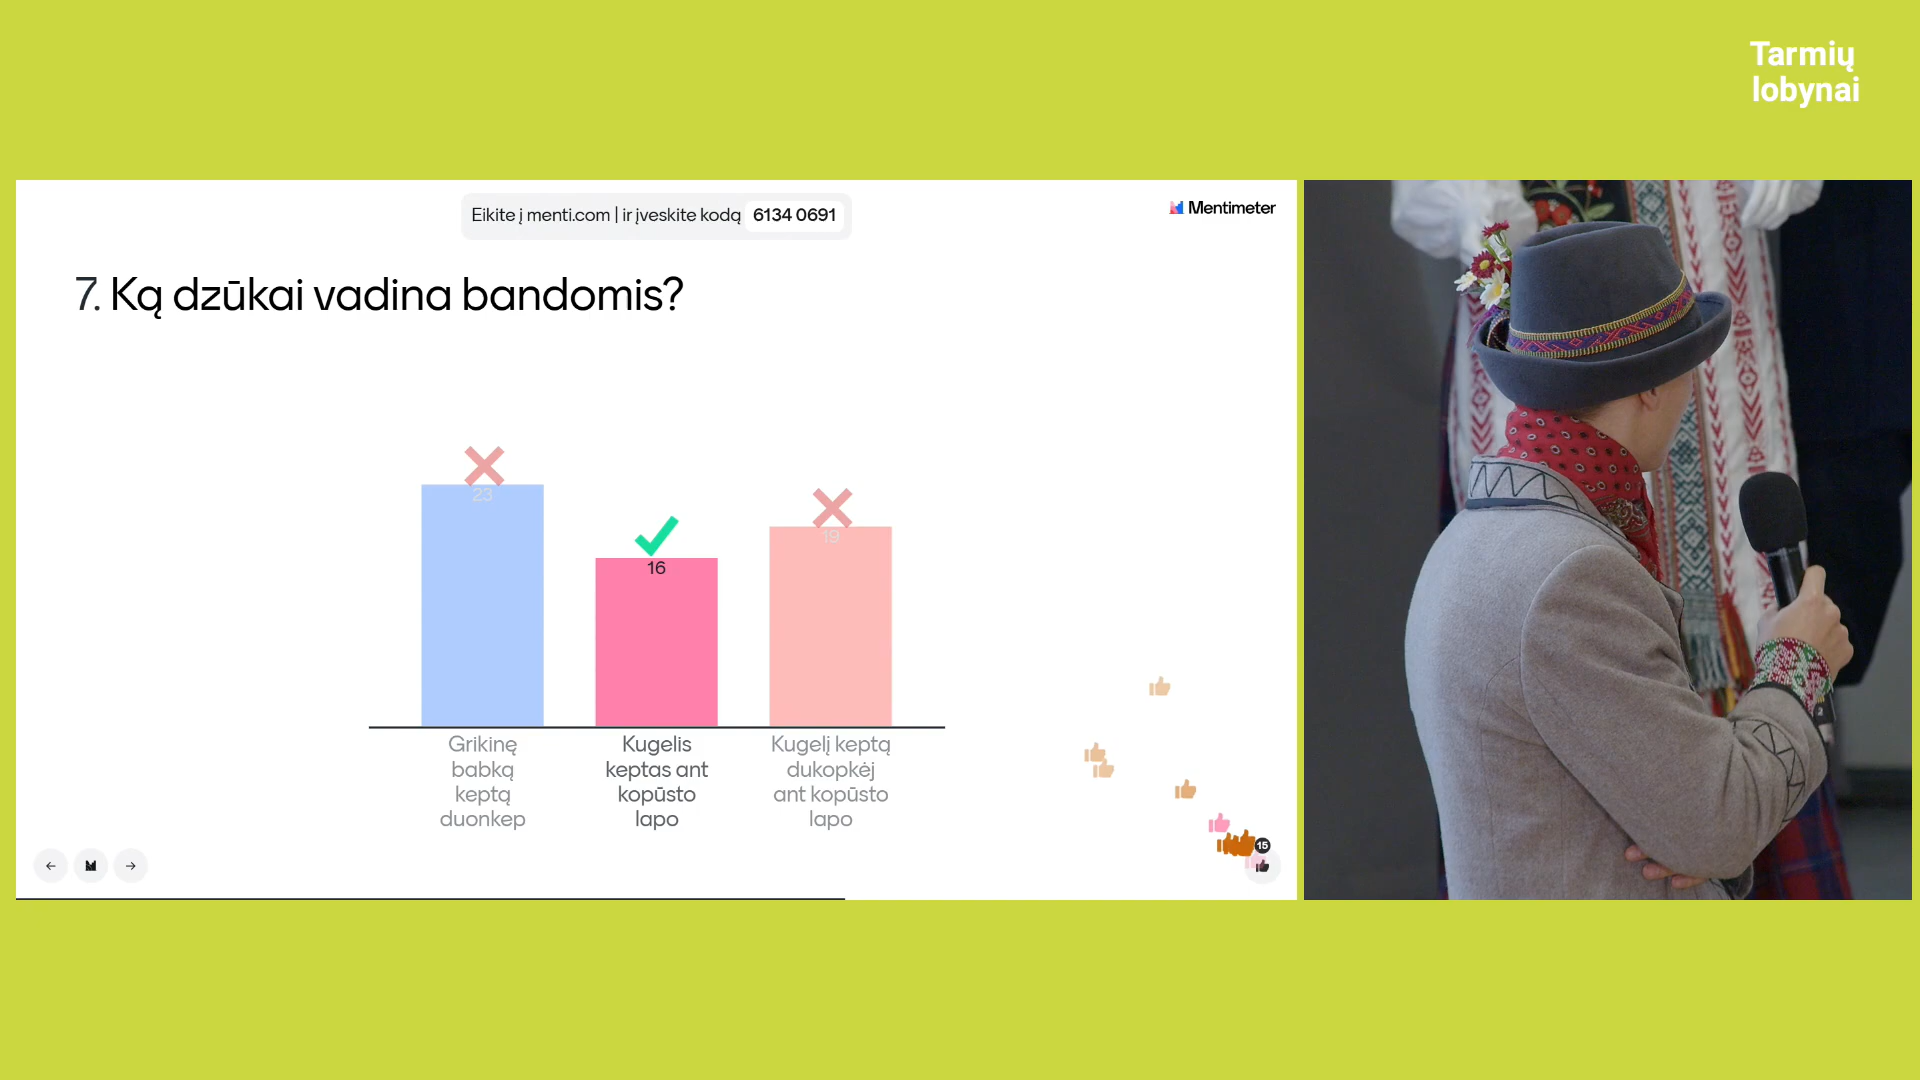 Tarmių
lobynai
Eikite į menti.com | ir įveskite kodą 6134 0691
Mentimeter
7. Ką dzūkai vadina bandomis?
23
16
19
Grikinę
babką
keptą
duonkep
Kugelis
keptas ant
kopūsto
lapo
Kugelį keptą
dukopkėj
ant kopūsto
lapo
15